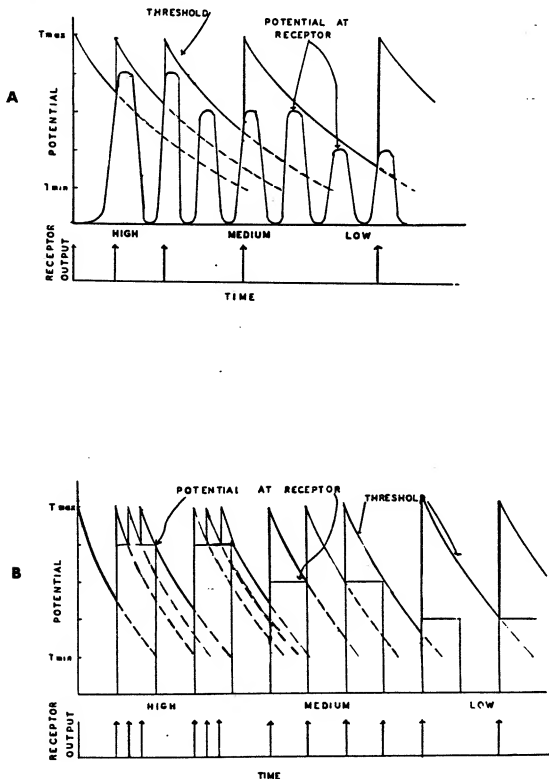 THRESHOLD
POTENTIAL AT
RECEPTOR
Tmax
A
POTENTIAL
Tmin
HIGH
MEDIUM
LOW
RECEPTOR
OUTPUT
TIME
POTENTIAL AT RECEPTOR
THRESHOLD
Tmax
B
POTENTIAL
Tmin
HIGH
MEDIUM
LOW
RECEPTOR
OUTPUT
TIME